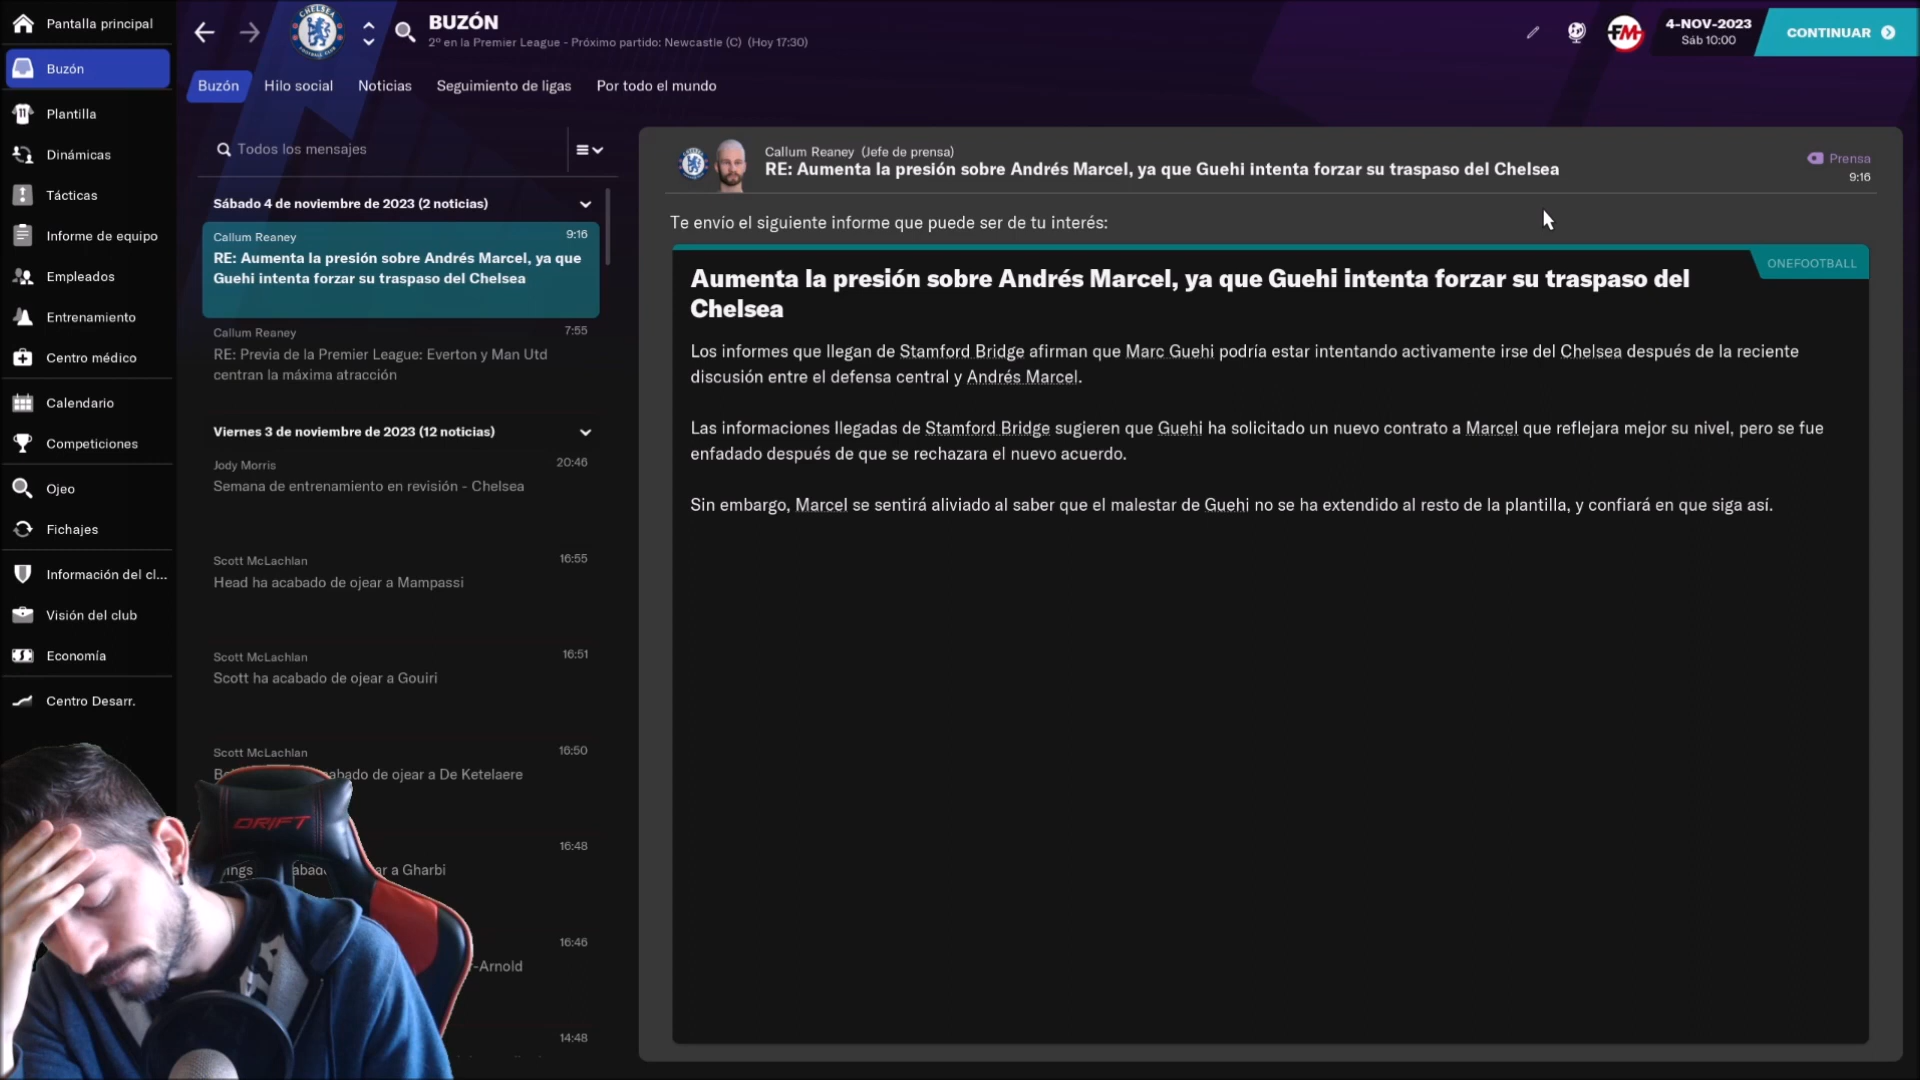 Pantalla principal
Buzón
Plantilla
Dinámicas
Tácticas
Informe de equipo
Empleados
Entrenamiento
Centro médico
Calendario
Competiciones
Ojeo
Fichajes
Información del cl...
Visión del club
Economía
Centro Desarr.
CHELSEA
BUZÓN
2º en la Premier League - Próximo partido: Newcastle (C) (Hoy 17:30)
FM
4-NOV-2023
Sáb 10:00
CONTINUAR
Buzón
Hilo social
Noticias
Seguimiento de ligas
Por todo el mundo
Todos los mensajes
Sábado 4 de noviembre de 2023 (2 noticias)
Callum Reaney 9:16
RE: Aumenta la presión sobre Andrés Marcel, ya que
Guehi intenta forzar su traspaso del Chelsea
Callum Reaney 7:55
RE: Previa de la Premier League: Everton y Man Utd
centran la máxima atracción
Viernes 3 de noviembre de 2023 (12 noticias)
Jody Morris 20:46
Semana de entrenamiento en revisión - Chelsea
Scott McLachlan 16:55
Head ha acabado de ojear a Mampassi
Scott McLachlan 16:51
Scott ha acabado de ojear a Gouiri
Scott McLachlan 16:50
abado de ojear a De Ketelaere
16:48
ar a Gharbi
16:46
-Arnold
14:48
DRIFT
Callum Reaney (Jefe de prensa)
RE: Aumenta la presión sobre Andrés Marcel, ya que Guehi intenta forzar su traspaso del Chelsea
Prensa
9:16
Te envío el siguiente informe que puede ser de tu interés:
ONEFOOTBALL
Aumenta la presión sobre Andrés Marcel, ya que Guehi intenta forzar su traspaso del
Chelsea
Los informes que llegan de Stamford Bridge afirman que Marc Guehi podría estar intentando activamente irse del Chelsea después de la reciente
discusión entre el defensa central y Andrés Marcel.
Las informaciones llegadas de Stamford Bridge sugieren que Guehi ha solicitado un nuevo contrato a Marcel que reflejara mejor su nivel, pero se fue
enfadado después de que se rechazara el nuevo acuerdo.
Sin embargo, Marcel se sentirá aliviado al saber que el malestar de Guehi no se ha extendido al resto de la plantilla, y confiará en que siga así.